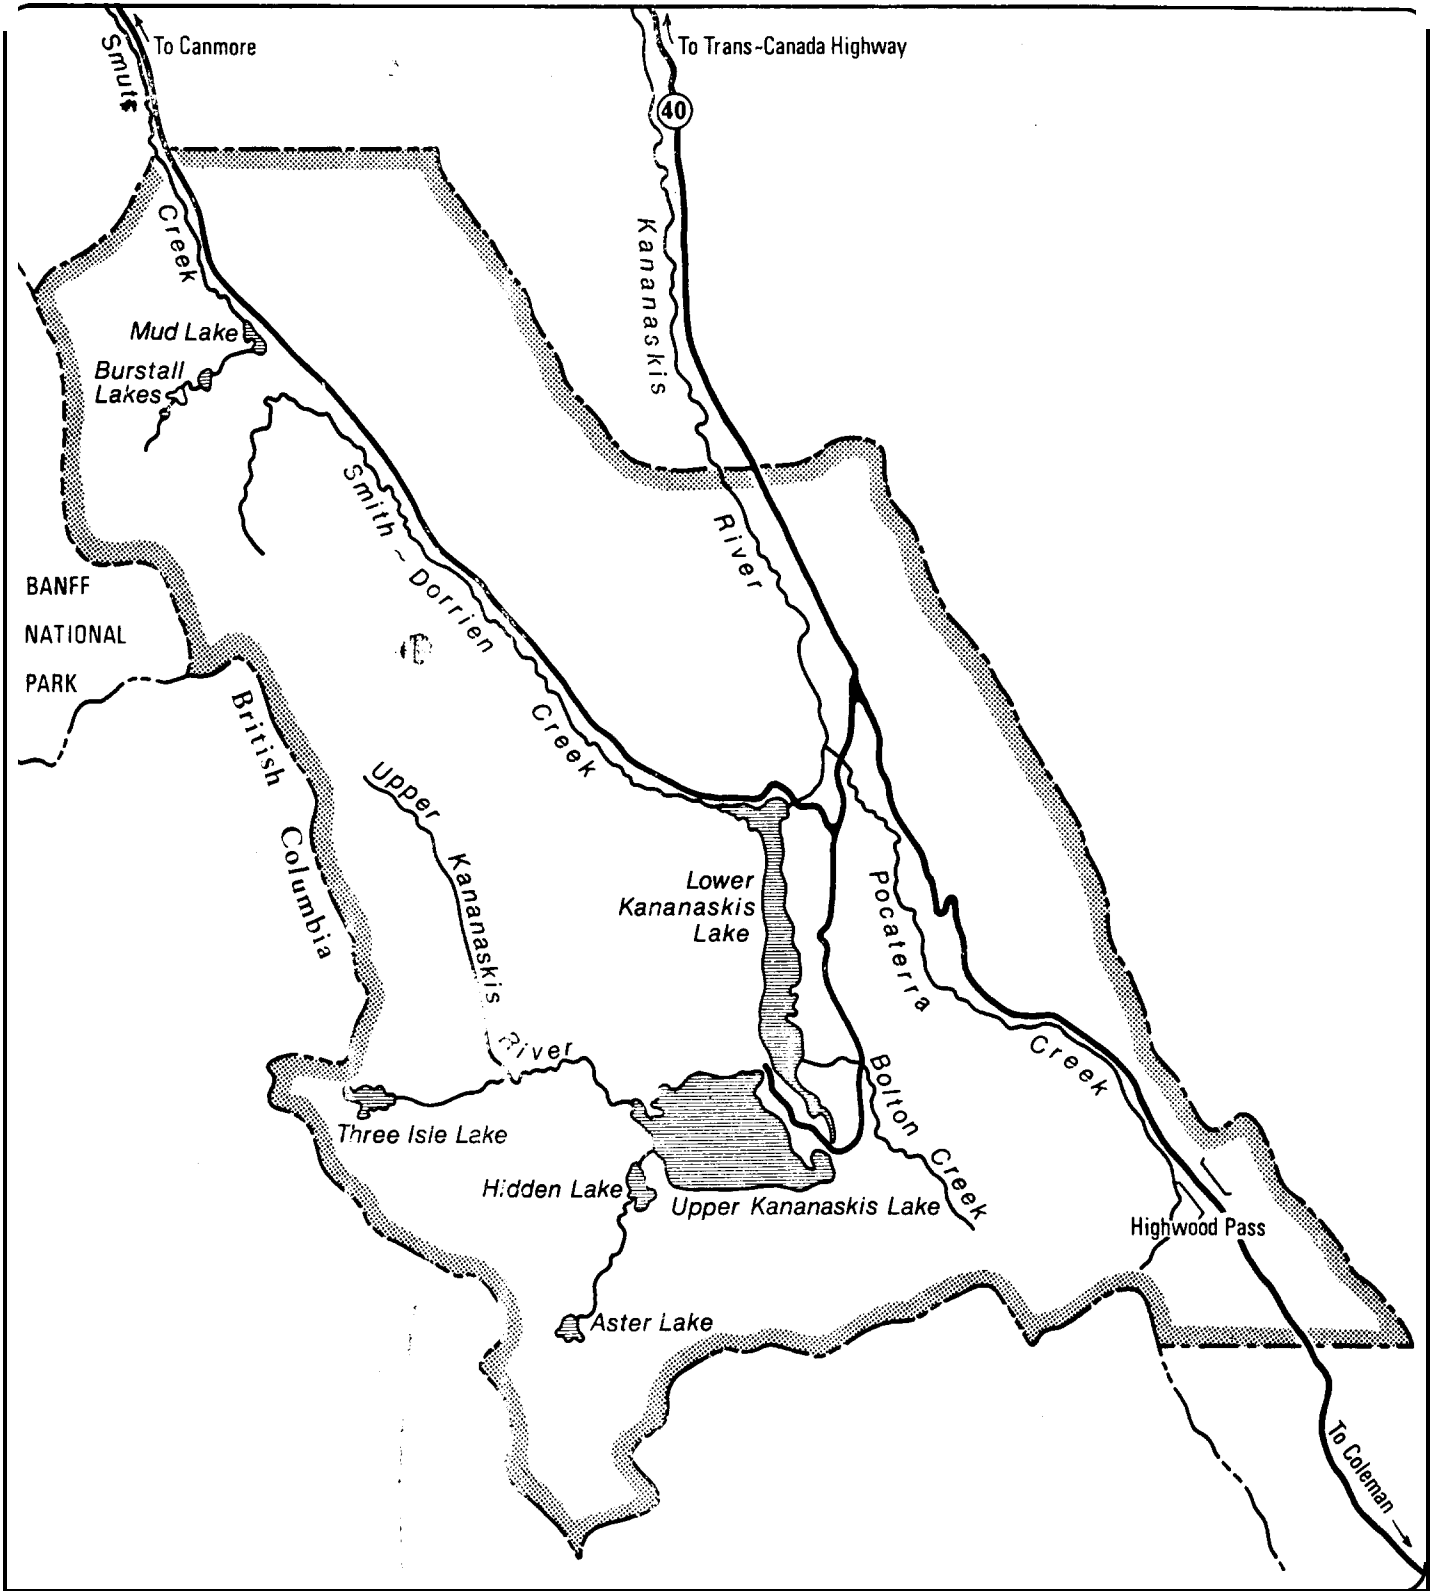 To Canmore
To Trans-Canada Highway
40
Smuts
Creek
Kananaskis
River
Mud Lake
Burstall
Lakes
Smith-Dorrien
Creek
BANFF
NATIONAL
PARK
British
Columbia
Upper
Kananaskis
River
Lower
Kananaskis
Lake
Pocaterra
Creek
Bolton Creek
Three Isle Lake
Hidden Lake
Upper Kananaskis Lake
Highwood Pass
Aster Lake
To Coleman